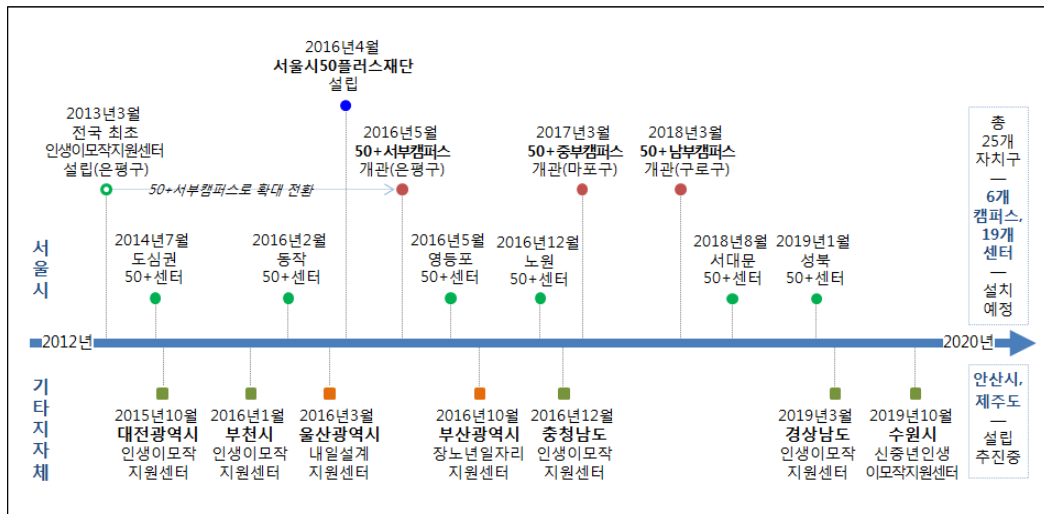 2016년4월
서울시50플러스재단
설립
2013년3월
전국 최초
인생이모작지원센터
설립(은평구)
2016년5월
50+서부캠퍼스
개관(은평구)
2017년3월
50+중부캠퍼스
개관(마포구)
2018년3월
50+남부캠퍼스
개관(구로구)
50+서부캠퍼스로 확대 전환
서울시
2014년7월
도심권
50+센터
2016년2월
동작
50+센터
2016년5월
영등포
50+센터
2016년12월
노원
50+센터
2018년8월
서대문
50+센터
2019년1월
성북
50+센터
총
25개
자치구
—
6개
캠퍼스,
19개
센터
—
설치
예정
2012년
2020년
기타지자체
2015년10월
대전광역시
인생이모작
지원센터
2016년1월
부천시
인생이모작
지원센터
2016년3월
울산광역시
내일설계
지원센터
2016년10월
부산광역시
장노년일자리
지원센터
2016년12월
충청남도
인생이모작
지원센터
2019년3월
경상남도
인생이모작
지원센터
2019년10월
수원시
신중년인생
이모작지원센터
안산시,
제주도
—
설립
추진중